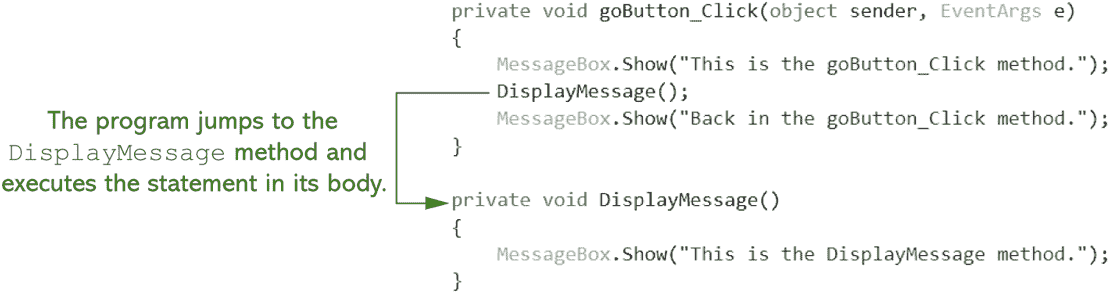 private void goButton_Click(object sender, EventArgs e)
{
MessageBox.Show("This is the goButton_Click method.");
DisplayMessage();
MessageBox.Show("Back in the goButton_Click method.");
}
The program jumps to the
DisplayMessage method and
executes the statement in its body.
private void DisplayMessage()
{
MessageBox.Show("This is the DisplayMessage method.");
}